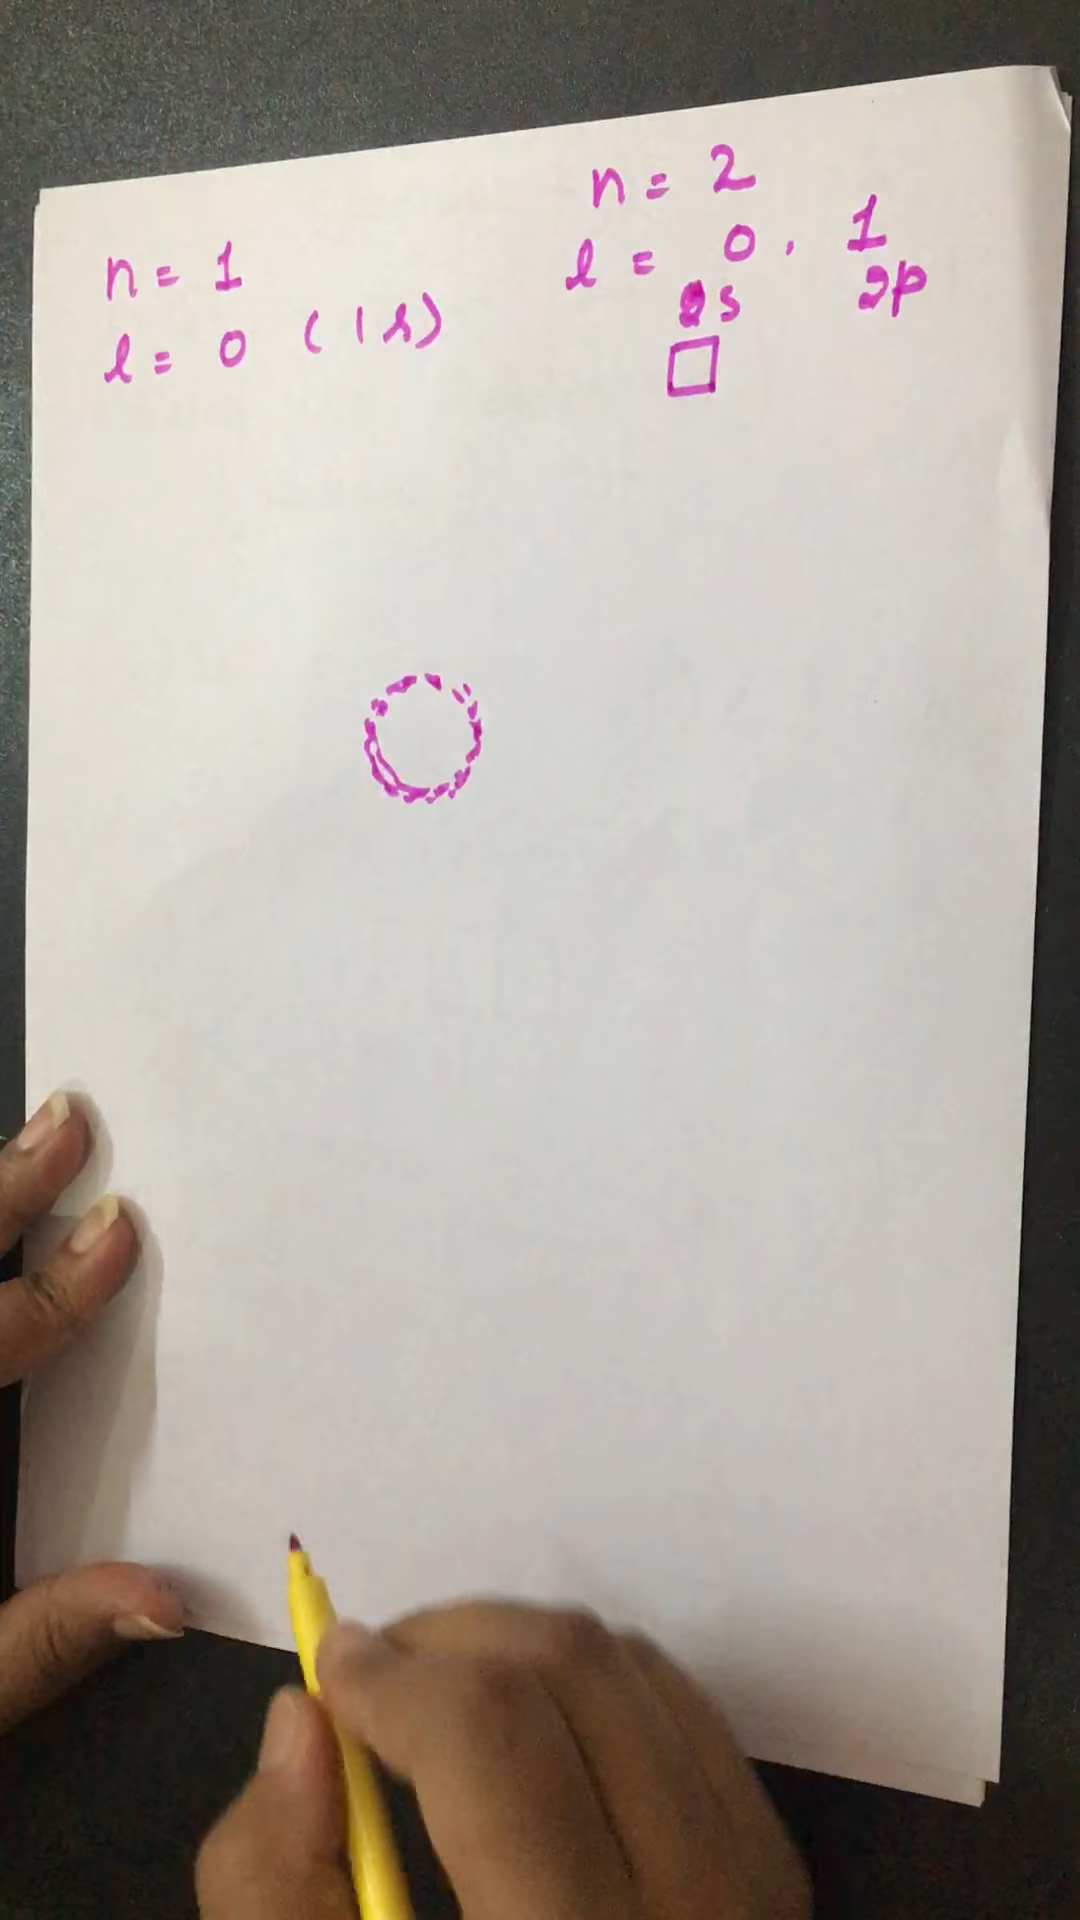 n = 1
l = 0 (1s)
n = 2
l = 0, 1
2s 2p